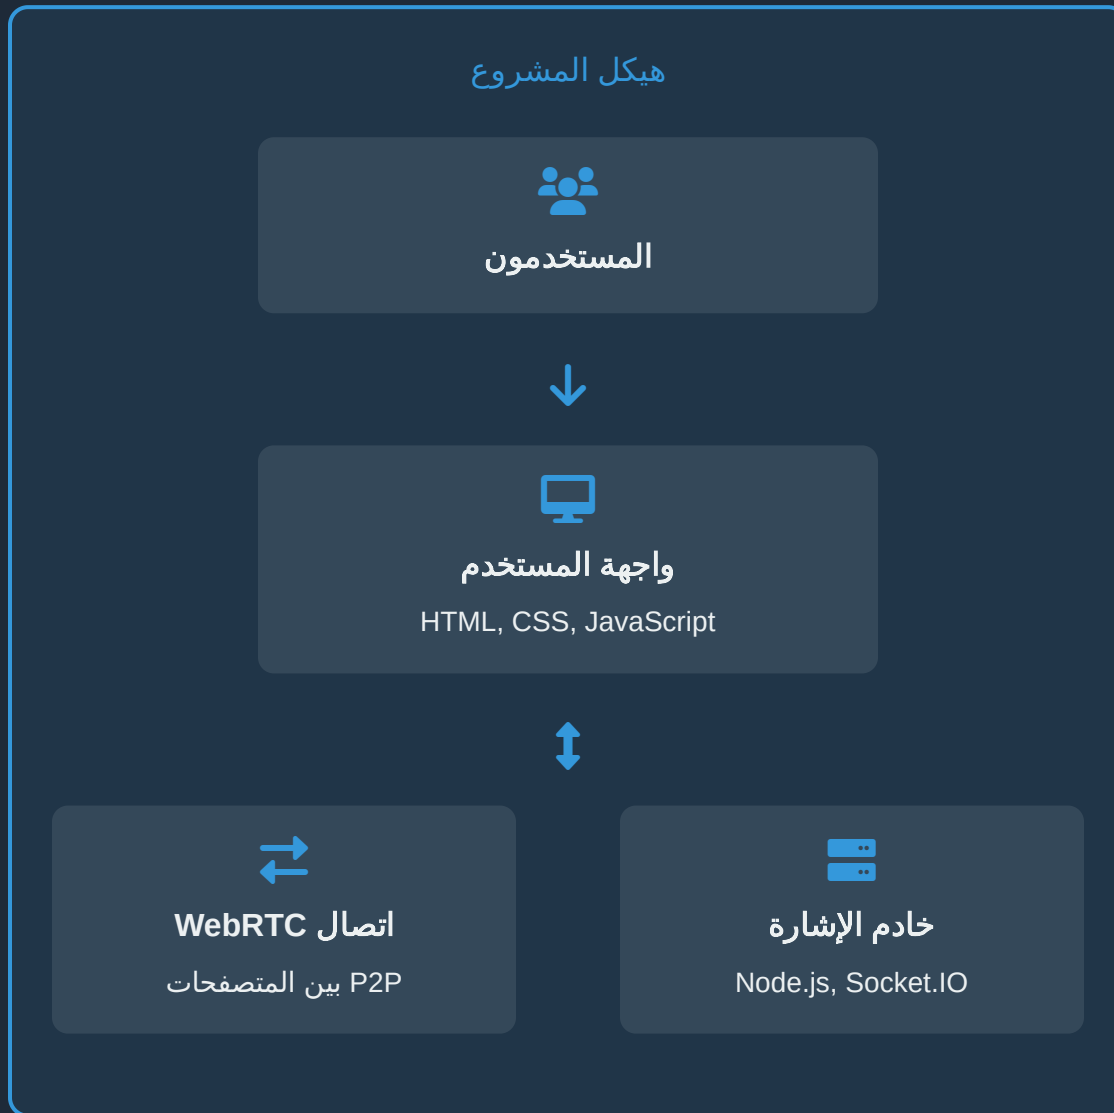 هيكل المشروع
المستخدمون
واجهة المستخدم
HTML, CSS, JavaScript
خادم الإشارة
Node.js, Socket.IO
اتصال WebRTC
P2P بين المتصفحات